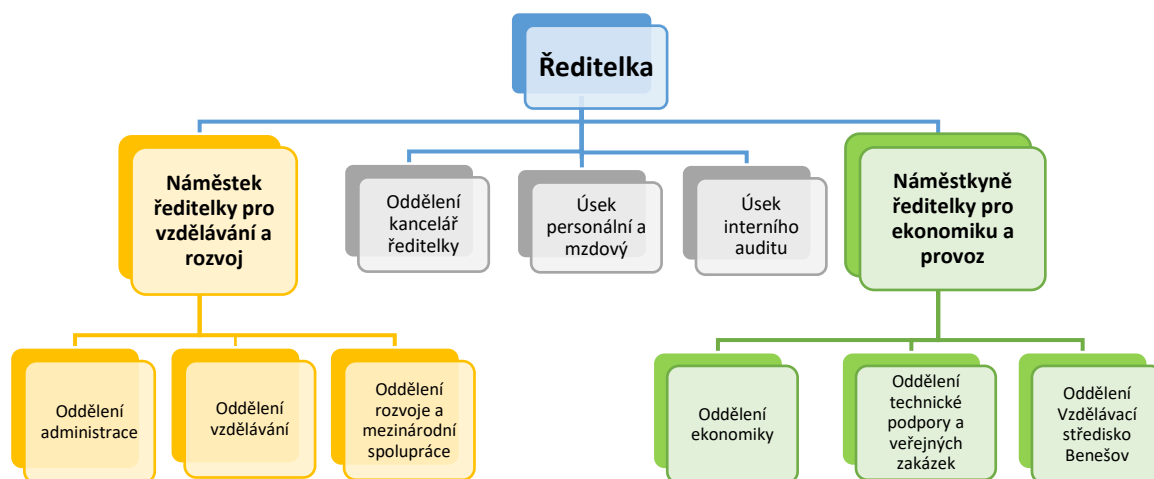 Ředitelka
Náměstek
ředitelky pro
vzdělávání a
rozvoj
Oddělení
kancelář
ředitelky
Úsek
personální a
mzdový
Úsek
interního
auditu
Náměstkyně
ředitelky pro
ekonomiku a
provoz
Oddělení
administrace
Oddělení
vzdělávání
Oddělení
rozvoje a
mezinárodní
spolupráce
Oddělení
ekonomiky
Oddělení
technické
podpory a
veřejných
zakázek
Oddělení
Vzdělávací
středisko
Benešov